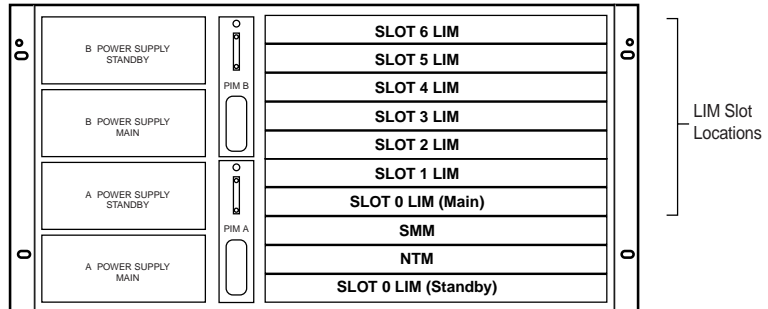 B POWER SUPPLY
STANDBY
B POWER SUPPLY
MAIN
A POWER SUPPLY
STANDBY
A POWER SUPPLY
MAIN
PIM B
PIM A
SLOT 6 LIM
SLOT 5 LIM
SLOT 4 LIM
SLOT 3 LIM
SLOT 2 LIM
SLOT 1 LIM
SLOT 0 LIM (Main)
SMM
NTM
SLOT 0 LIM (Standby)
LIM Slot
Locations